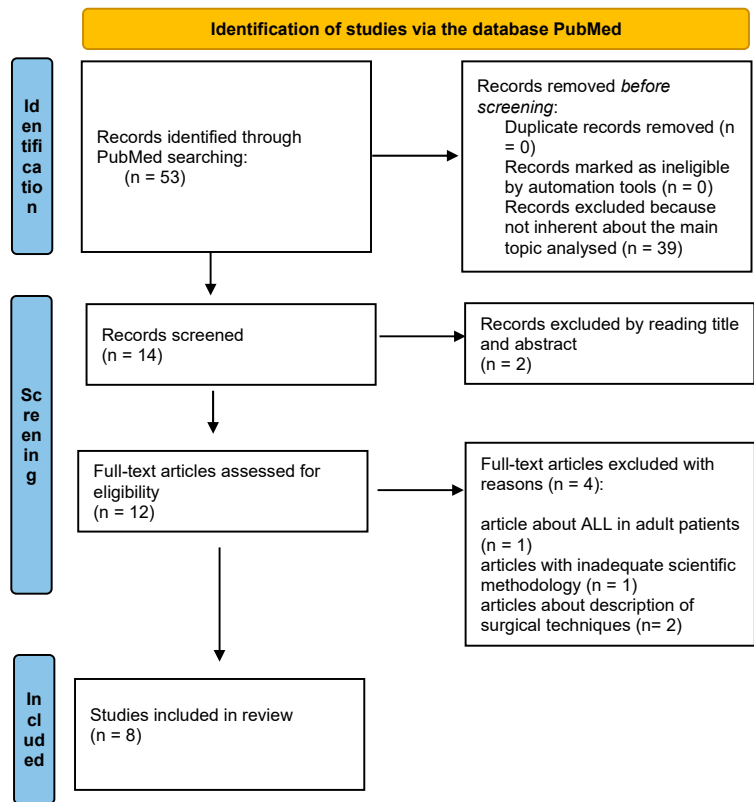 Identification of studies via the database PubMed
Id
en
tifi
ca
tio
n
Records identified through
PubMed searching:
(n = 53)
Records removed before
screening:
Duplicate records removed (n
= 0)
Records marked as ineligible
by automation tools (n = 0)
Records excluded because
not inherent about the main
topic analysed (n = 39)
Sc
re
en
in
g
Records screened
(n = 14)
Records excluded by reading title
and abstract
(n = 2)
Full-text articles assessed for
eligibility
(n = 12)
Full-text articles excluded with
reasons (n = 4):
article about ALL in adult patients
(n = 1)
articles with inadequate scientific
methodology (n = 1)
articles about description of
surgical techniques (n= 2)
In
cl
ud
ed
Studies included in review
(n = 8)